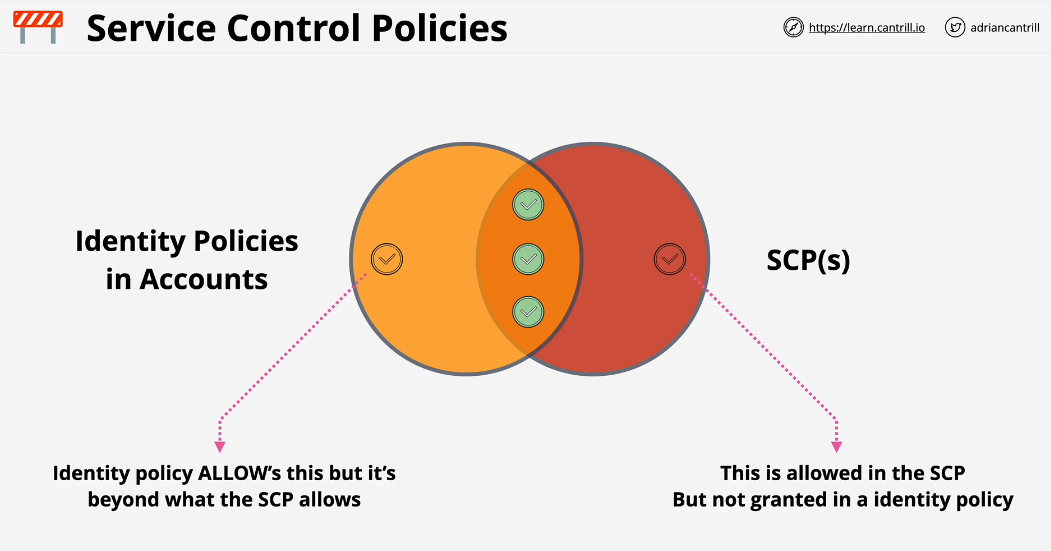 Service Control Policies
https://learn.cantrill.io
adriancantrill
Identity Policies
in Accounts
SCP(s)
Identity policy ALLOW’s this but it’s
beyond what the SCP allows
This is allowed in the SCP
But not granted in a identity policy